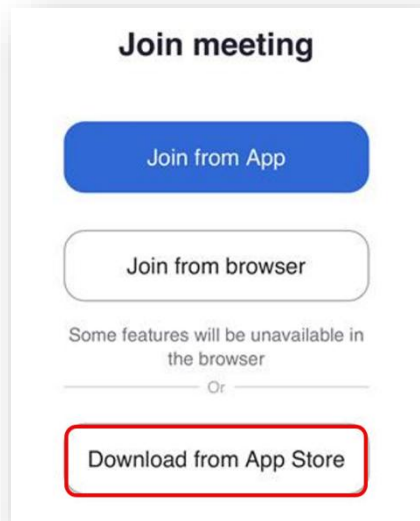 Join meeting
Join from App
Join from browser
Some features will be unavailable in
the browser
Or
Download from App Store